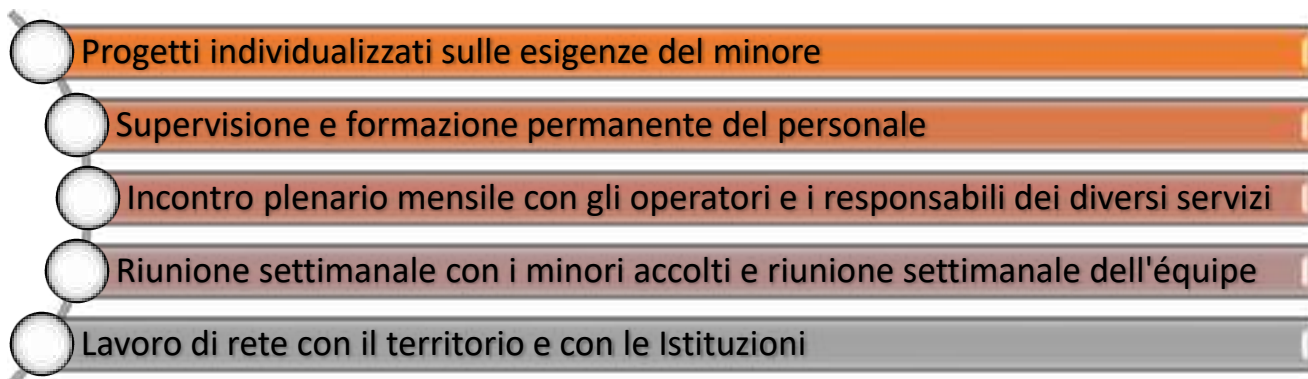 Progetti individualizzati sulle esigenze del minore
Supervisione e formazione permanente del personale
Incontro plenario mensile con gli operatori e i responsabili dei diversi servizi
Riunione settimanale con i minori accolti e riunione settimanale dell'équipe
Lavoro di rete con il territorio e con le Istituzioni